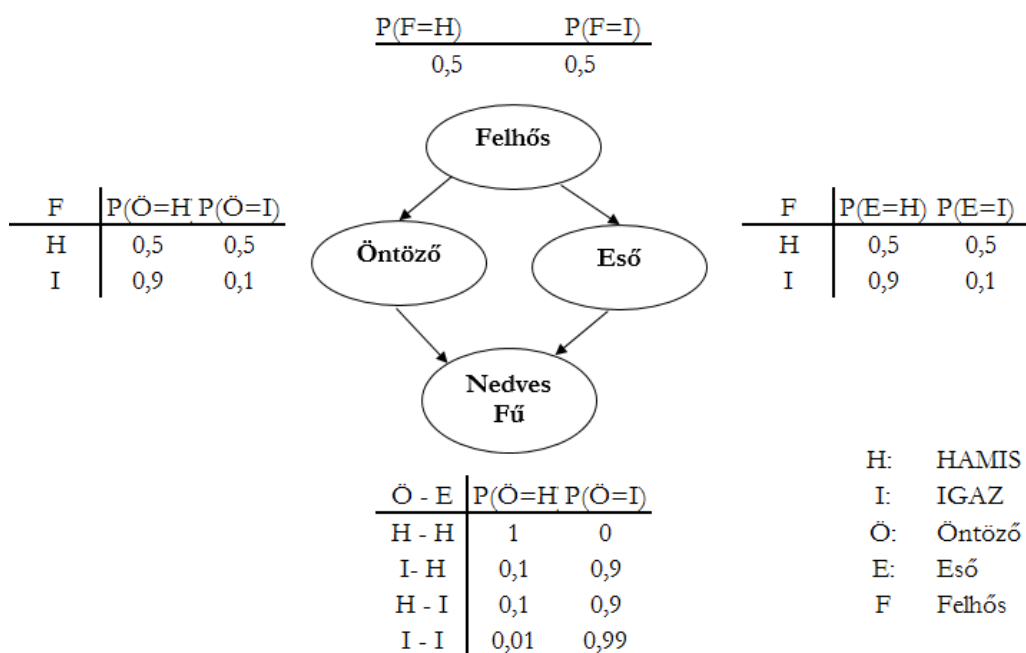 P(F=H) P(F=I)
0,5 0,5
Felhős
F P(Ö=H P(Ö=I)
H 0,5 0,5
I 0,9 0,1
Öntöző
Eső
F P(E=H) P(E=I)
H 0,5 0,5
I 0,9 0,1
Nedves
Fű
Ö - E P(Ö=H P(Ö=I)
H - H 1 0
I- H 0,1 0,9
H - I 0,1 0,9
I - I 0,01 0,99
H: HAMIS
I: IGAZ
Ö: Öntöző
E: Eső
F Felhős